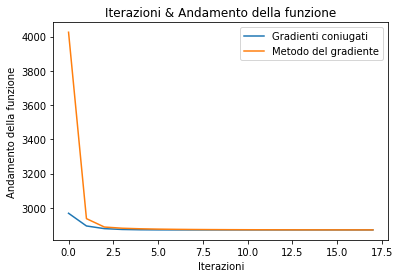 Iterazioni & Andamento della funzione
Gradienti coniugati
Metodo del gradiente
Andamento della funzione
4000
3800
3600
3400
3200
3000
0.0 2.5 5.0 7.5 10.0 12.5 15.0 17.5
Iterazioni